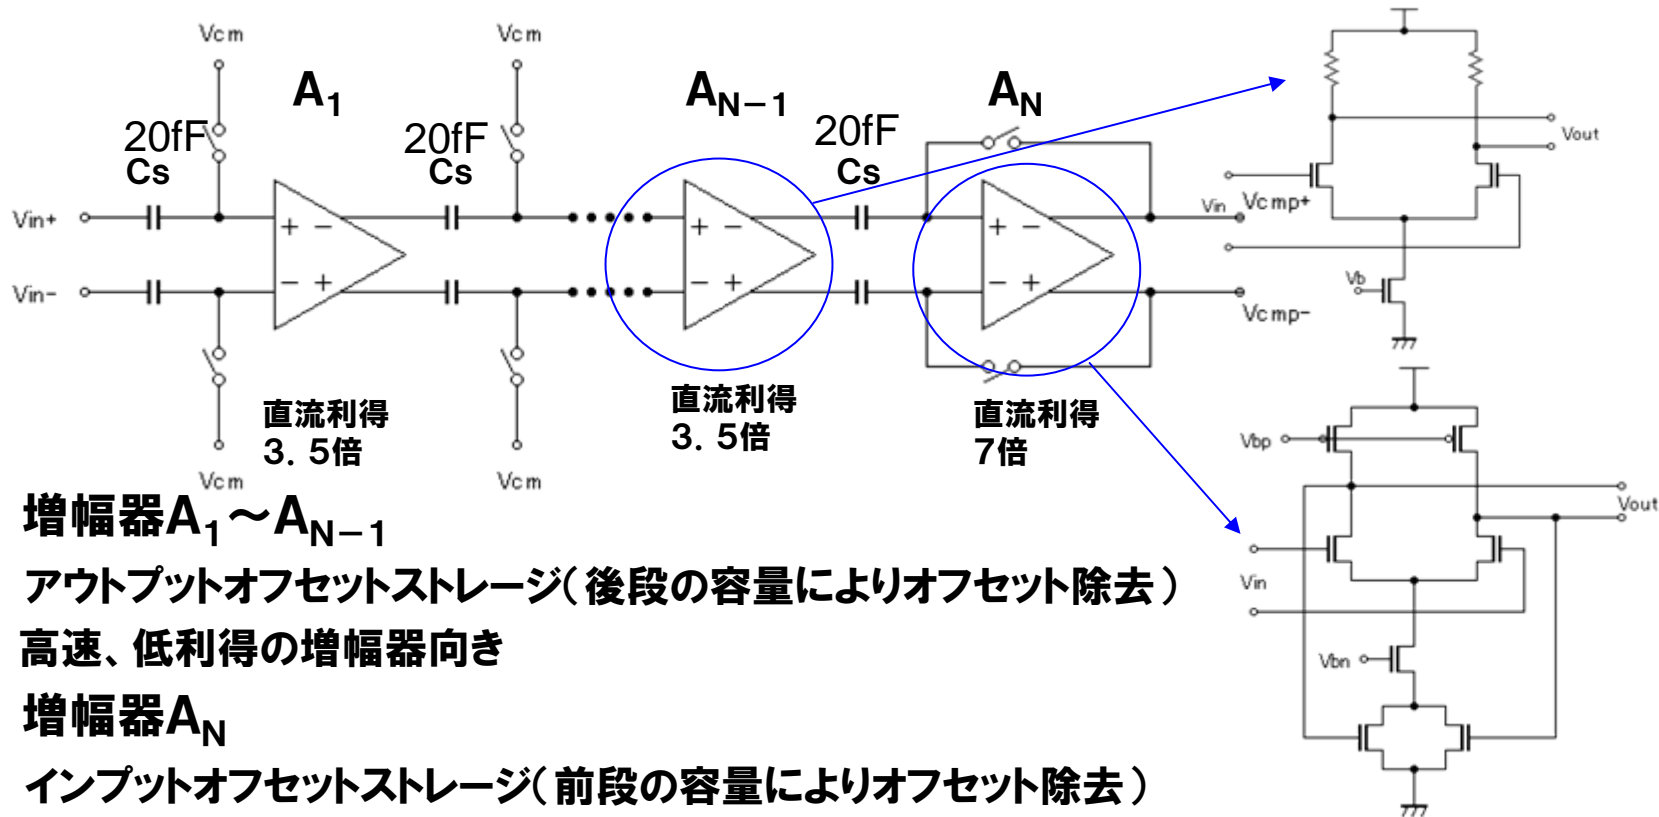 Vcm
Vcm
A1
AN−1
AN
20fF
Cs
20fF
Cs
20fF
Cs
Vout
Vin+
+ −
+ −
+ −
Vin
Vcmp+
Vin−
− +
− +
− +
Vcmp−
Vb
直流利得
3．5倍
直流利得
3．5倍
直流利得
7倍
Vcm
Vcm
Vbp
Vout
Vin
Vbn
増幅器A1～AN−1
アウトプットオフセットストレージ（後段の容量によりオフセット除去）
高速、低利得の増幅器向き
増幅器AN
インプットオフセットストレージ（前段の容量によりオフセット除去）